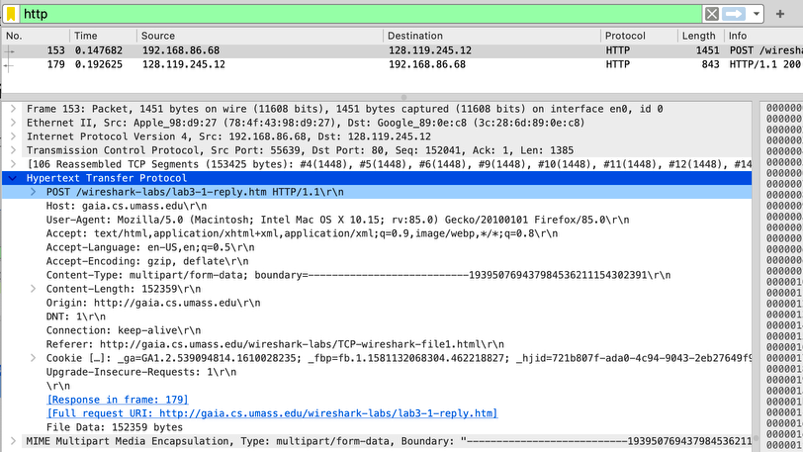 http
No. Time Source Destination Protocol Length Info
153 0.147682 192.168.86.68 128.119.245.12 HTTP 1451 POST /wiresha
179 0.192625 128.119.245.12 192.168.86.68 HTTP 843 HTTP/1.1 200
Frame 153: Packet, 1451 bytes on wire (11608 bits), 1451 bytes captured (11608 bits) on interface en0, id 0
Ethernet II, Src: Apple_98:d9:27 (78:4f:43:98:d9:27), Dst: Google_89:0e:c8 (3c:28:6d:89:0e:c8)
Internet Protocol Version 4, Src: 192.168.86.68, Dst: 128.119.245.12
Transmission Control Protocol, Src Port: 55639, Dst Port: 80, Seq: 152041, Ack: 1, Len: 1385
[106 Reassembled TCP Segments (153425 bytes): #4(1448), #5(1448), #6(1448), #9(1448), #10(1448), #11(1448), #12(1448), #14
Hypertext Transfer Protocol
POST /wireshark-labs/lab3-1-reply.htm HTTP/1.1\r\n
Host: gaia.cs.umass.edu\r\n
User-Agent: Mozilla/5.0 (Macintosh; Intel Mac OS X 10.15; rv:85.0) Gecko/20100101 Firefox/85.0\r\n
Accept: text/html,application/xhtml+xml,application/xml;q=0.9,image/webp,*/*;q=0.8\r\n
Accept-Language: en-US,en;q=0.5\r\n
Accept-Encoding: gzip, deflate\r\n
Content-Type: multipart/form-data; boundary=---------------------------193950769437984536211154302391\r\n
Content-Length: 152359\r\n
Origin: http://gaia.cs.umass.edu\r\n
DNT: 1\r\n
Connection: keep-alive\r\n
Referer: http://gaia.cs.umass.edu/wireshark-labs/TCP-wireshark-file1.html\r\n
Cookie […]: _ga=GA1.2.539094814.1610028235; _fbp=fb.1.1581132068304.462218827; _hjid=721b807f-ada0-4c94-9043-2eb27649f9
Upgrade-Insecure-Requests: 1\r\n
\r\n
[Response in frame: 179]
[Full request URI: http://gaia.cs.umass.edu/wireshark-labs/lab3-1-reply.htm]
File Data: 152359 bytes
MIME Multipart Media Encapsulation, Type: multipart/form-data, Boundary: "---------------------------193950769437984536211